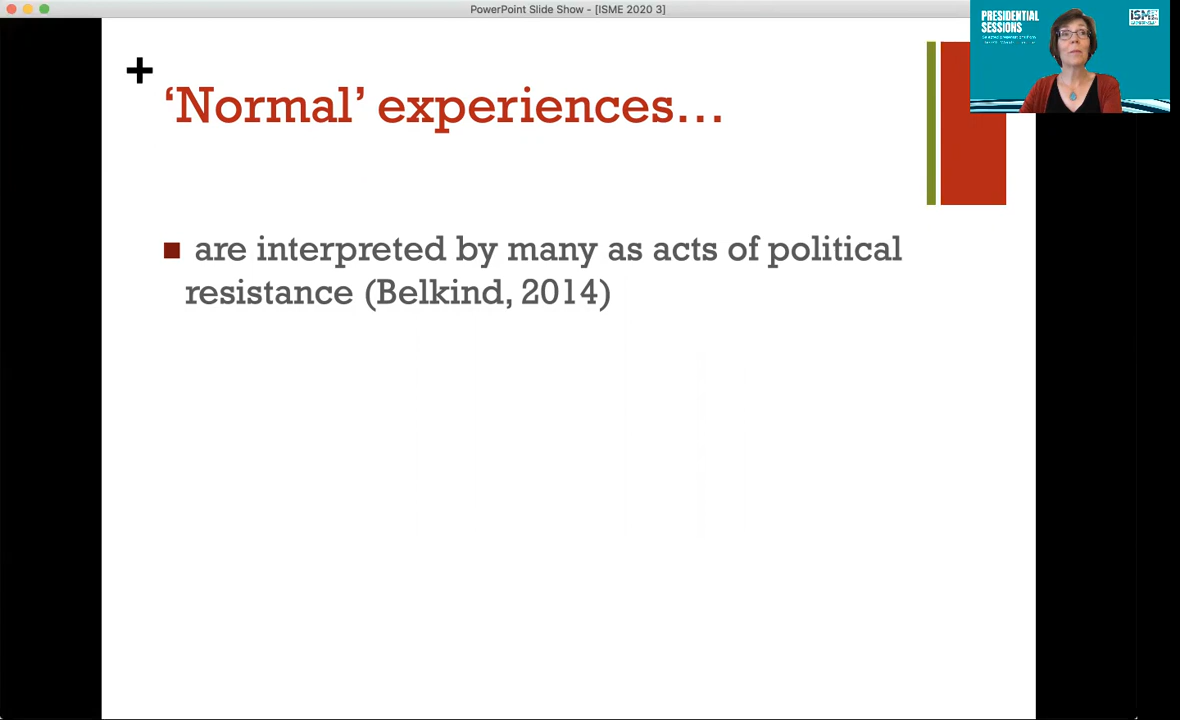 PowerPoint Slide Show - [ISME 2020 3]
PRESIDENTIAL
SESSIONS
ISME
+
‘Normal’ experiences…
are interpreted by many as acts of political
resistance (Belkind, 2014)